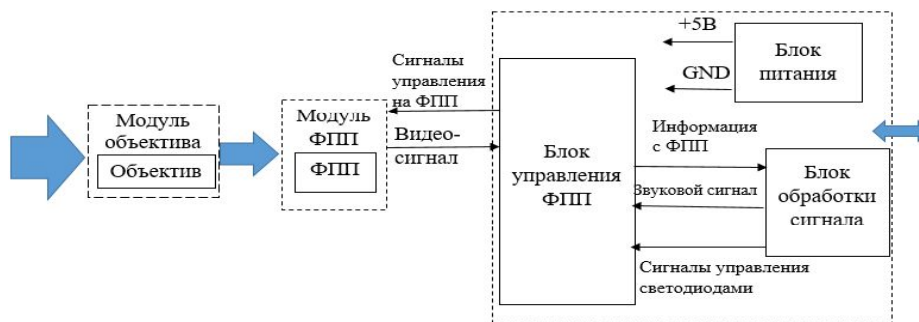 Модуль
объектива
Объектив
Модуль
ФПП
ФПП
Сигналы
управления
на ФПП
Видео-
сигнал
Блок
управления
ФПП
+5В
GND
Блок
питания
Информация
с ФПП
Звуковой сигнал
Сигналы управления
светодиодами
Блок
обработки
сигнала